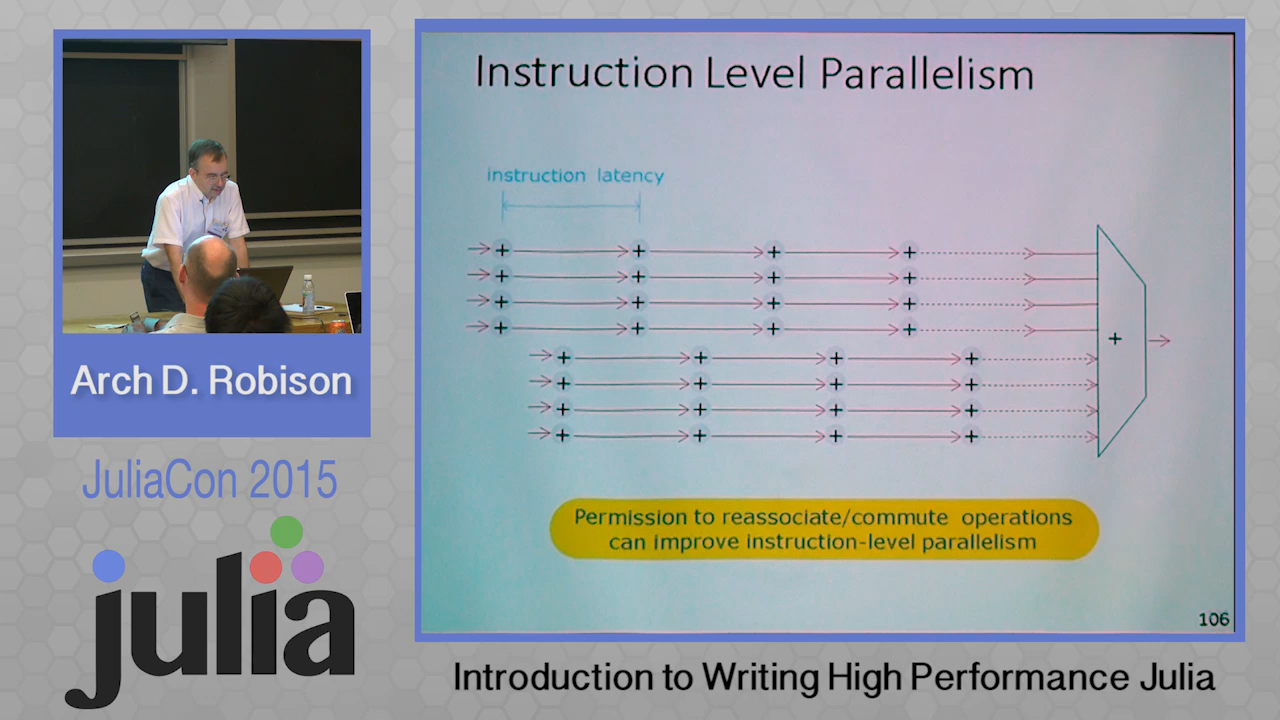 Instruction Level Parallelism
instruction latency
+ + + +
+ + + +
+ + + +
+ + + +
+
+ + + +
+ + + +
+ + + +
+ + + +
Permission to reassociate/commute operations
can improve instruction-level parallelism
106
Arch D. Robison
JuliaCon 2015
julia
Introduction to Writing High Performance Julia